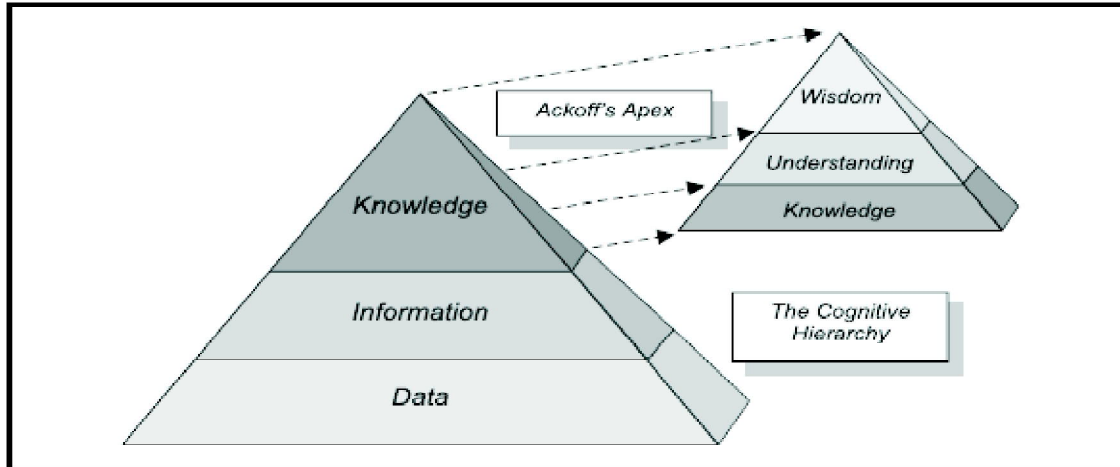 Ackoff's Apex
Wisdom
Understanding
Knowledge
Knowledge
Information
Data
The Cognitive
Hierarchy